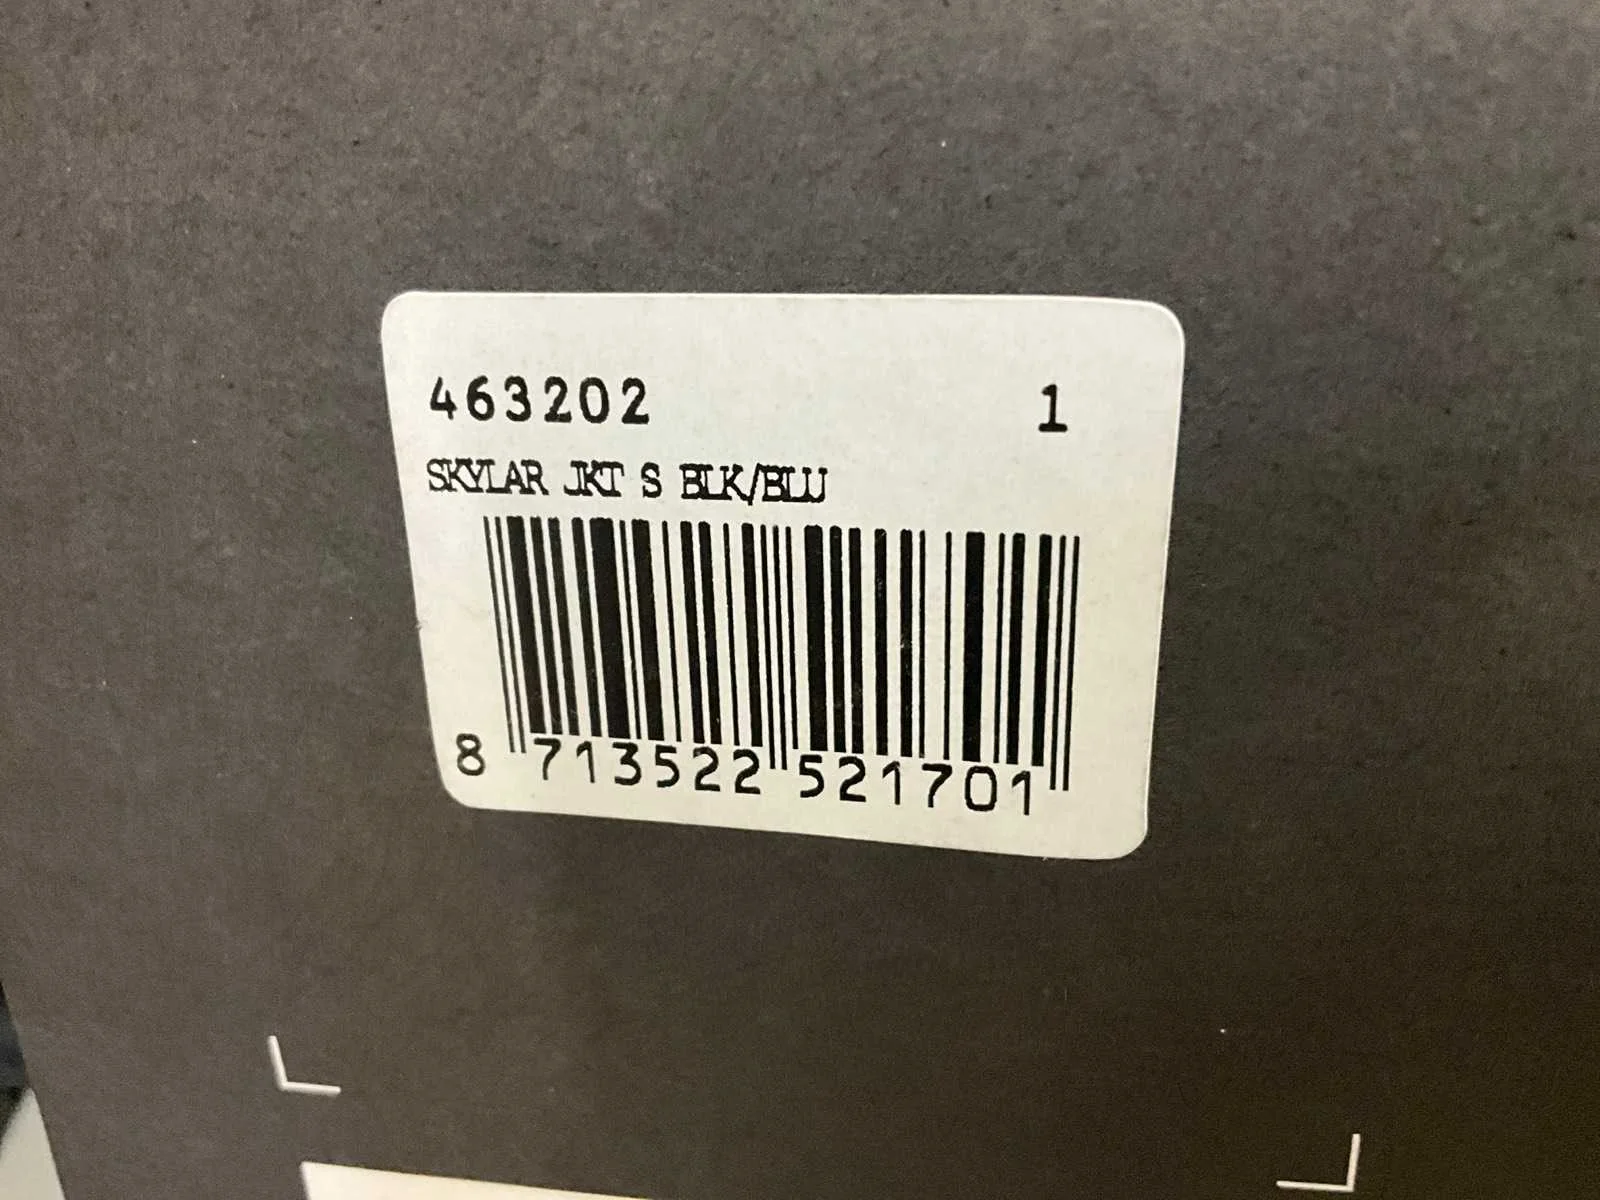 463202 1
SKYLAR JKT S BLK/BLU
8 713522 521701